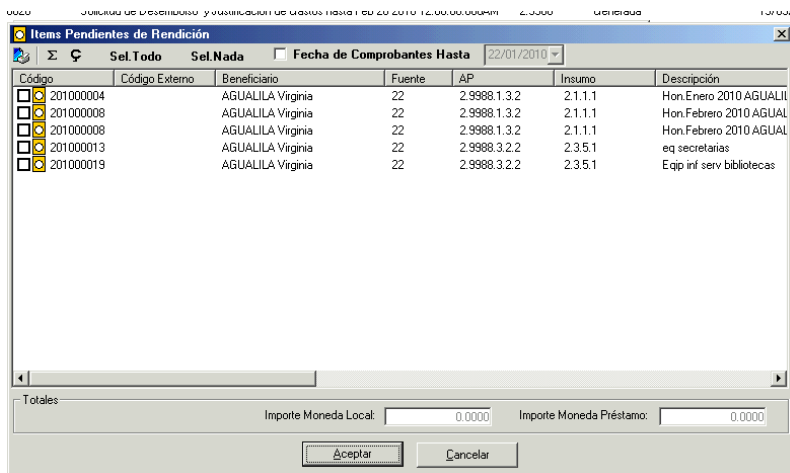 Solicitud de Desembolso y Justificación de Gastos Hasta Feb 28 2010 12:00:00:000AM 2.9988 Generada
Items Pendientes de Rendición
Σ Ç Sel.Todo Sel.Nada Fecha de Comprobantes Hasta 22/01/2010
Código Código Externo Beneficiario Fuente AP Insumo Descripción
201000004 AGUALILA Virginia 22 2.9988.1.3.2 2.1.1.1 Hon.Enero 2010 AGUALIL
201000008 AGUALILA Virginia 22 2.9988.1.3.2 2.1.1.1 Hon.Febrero 2010 AGUAL
201000008 AGUALILA Virginia 22 2.9988.1.3.2 2.1.1.1 Hon.Febrero 2010 AGUAL
201000013 AGUALILA Virginia 22 2.9988.3.2.2 2.3.5.1 eq secretarias
201000019 AGUALILA Virginia 22 2.9988.3.2.2 2.3.5.1 Eqip inf serv bibliotecas
Totales
Importe Moneda Local: 0.0000 Importe Moneda Préstamo: 0.0000
Aceptar Cancelar